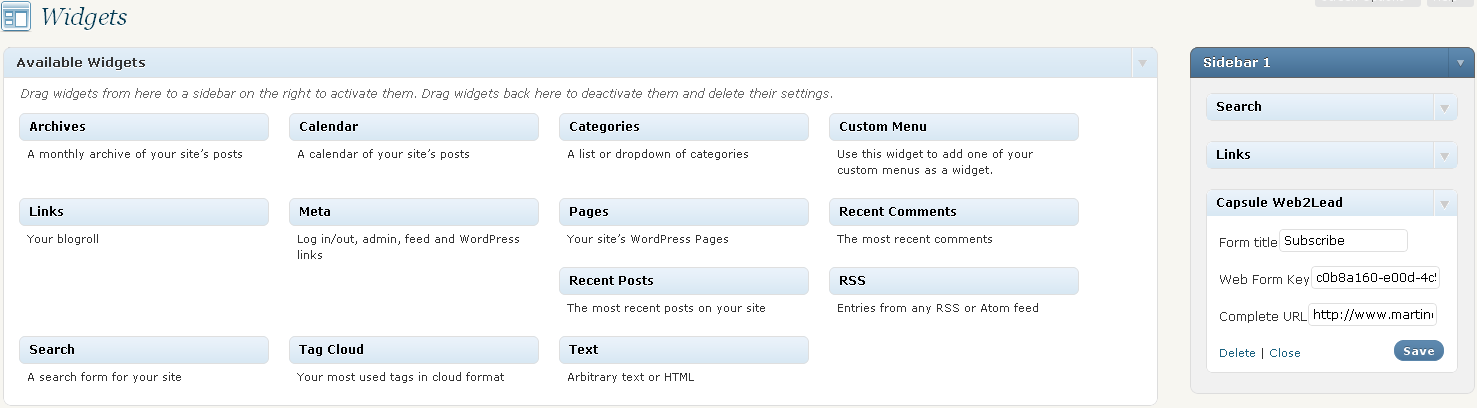 Widgets
Available Widgets
Drag widgets from here to a sidebar on the right to activate them. Drag widgets back here to deactivate them and delete their settings.
Archives
A monthly archive of your site's posts
Calendar
A calendar of your site's posts
Categories
A list or dropdown of categories
Custom Menu
Use this widget to add one of your
custom menus as a widget.
Links
Your blogroll
Meta
Log in/out, admin, feed and WordPress
links
Pages
Your site's WordPress Pages
Recent Comments
The most recent comments
Recent Posts
The most recent posts on your site
RSS
Entries from any RSS or Atom feed
Search
A search form for your site
Tag Cloud
Your most used tags in cloud format
Text
Arbitrary text or HTML
Sidebar 1
Search
Links
Capsule Web2Lead
Form title Subscribe
Web Form Key c0b8a160-e00d-4c
Complete URL http://www.martin
Delete | Close
Save